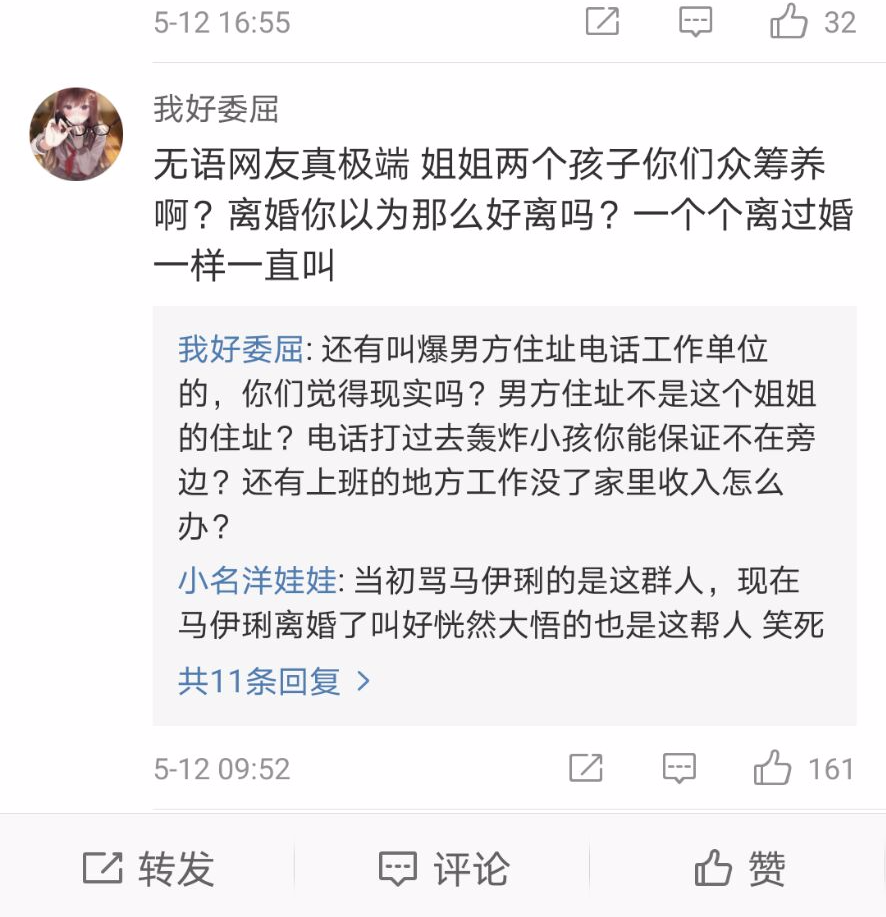 5-12 16:55
32
我好委屈
无语网友真极端 姐姐两个孩子你们众筹养
啊？离婚你以为那么好离吗？一个个离过婚
一样一直叫
我好委屈: 还有叫爆男方住址电话工作单位
的，你们觉得现实吗？男方住址不是这个姐姐
的住址？电话打过去轰炸小孩你能保证不在旁
边？还有上班的地方工作没了家里收入怎么
办？
小名洋娃娃: 当初骂马伊琍的是这群人，现在
马伊琍离婚了叫好恍然大悟的也是这帮人 笑死
共11条回复 >
5-12 09:52
161
转发
评论
赞